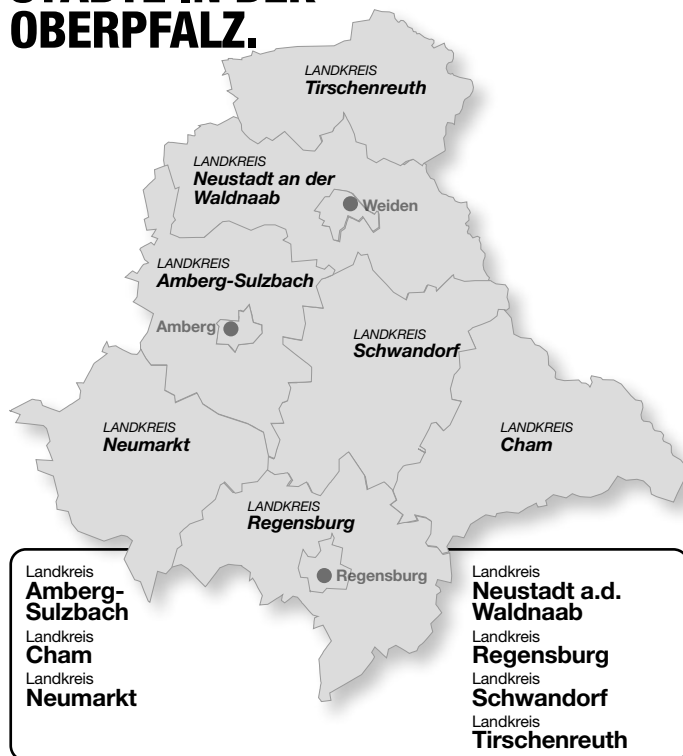 OBERPFALZ.
LANDKREIS
Tirschenreuth
LANDKREIS
Neustadt an der
Waldnaab
Weiden
LANDKREIS
Amberg-Sulzbach
Amberg
LANDKREIS
Schwandorf
LANDKREIS
Neumarkt
LANDKREIS
Cham
LANDKREIS
Regensburg
Regensburg
Landkreis
Amberg-
Sulzbach
Landkreis
Cham
Landkreis
Neumarkt
Landkreis
Neustadt a.d.
Waldnaab
Landkreis
Regensburg
Landkreis
Schwandorf
Landkreis
Tirschenreuth